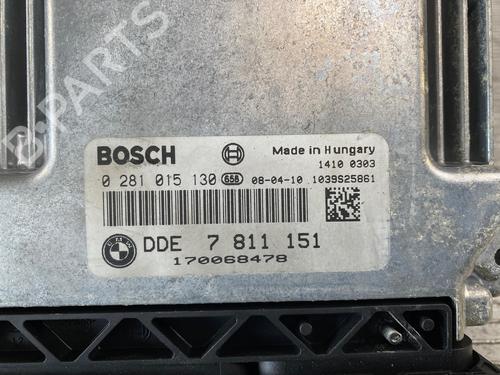 B-PARTS
BOSCH
Made in Hungary
1410 0303
0 281 015 130 658 08-04-10 1039S25861
BMW
DDE 7 811 151
170068478